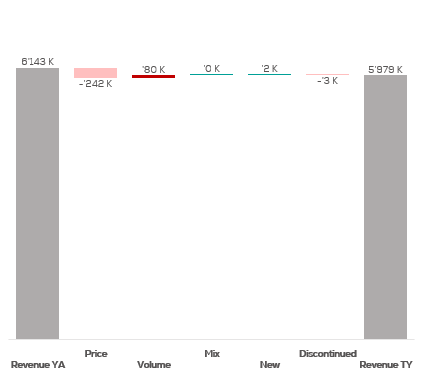 6'143 K
-'242 K
'80 K
'0 K
'2 K
-'3 K
5'979 K
Revenue YA
Price
Volume
Mix
New
Discontinued
Revenue TY